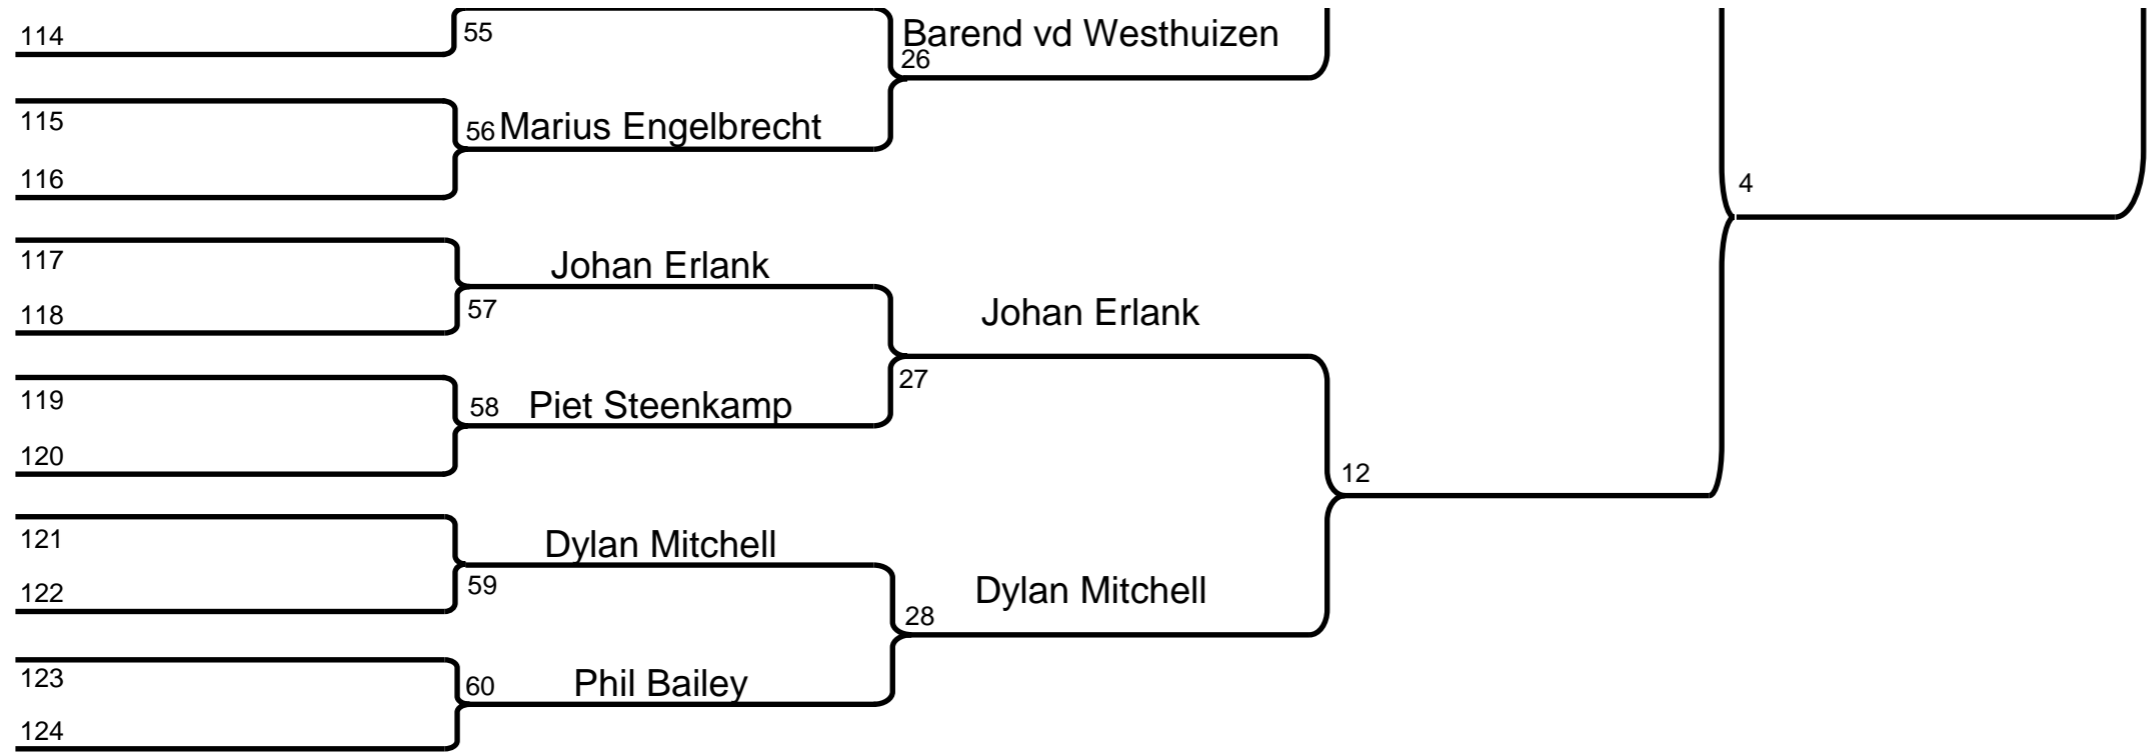 114
55
Barend vd Westhuizen
26
115
56 Marius Engelbrecht
116
4
117
Johan Erlank
118
57
Johan Erlank
27
119
58 Piet Steenkamp
120
12
121
Dylan Mitchell
122
59
Dylan Mitchell
28
123
60 Phil Bailey
124